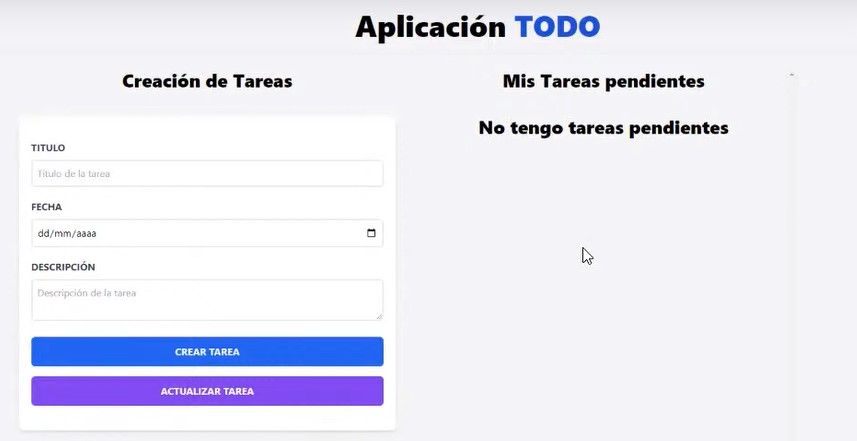 Aplicación TODO
Creación de Tareas
TITULO
Título de la tarea
FECHA
dd/mm/aaaa
DESCRIPCIÓN
Descripción de la tarea
CREAR TAREA
ACTUALIZAR TAREA
Mis Tareas pendientes
No tengo tareas pendientes